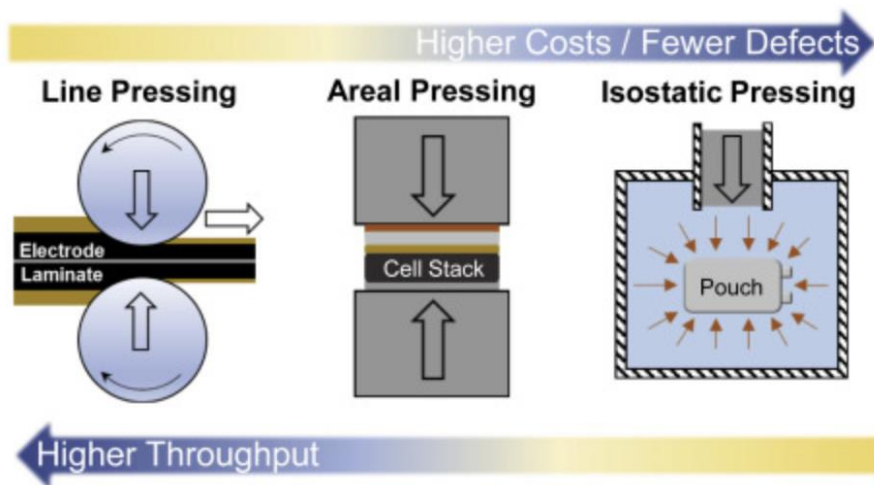 Higher Costs / Fewer Defects
Line Pressing
Areal Pressing
Isostatic Pressing
Electrode
Laminate
Cell Stack
Pouch
Higher Throughput